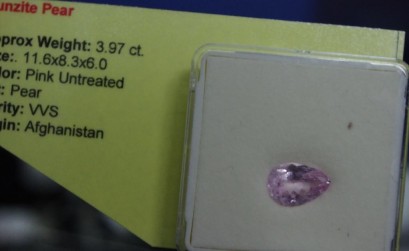 unzite Pear
pprox Weight: 3.97 ct.
ze:. 11.6x8.3x6.0
lor: Pink Untreated
t: Pear
rity: VVS
gin: Afghanistan